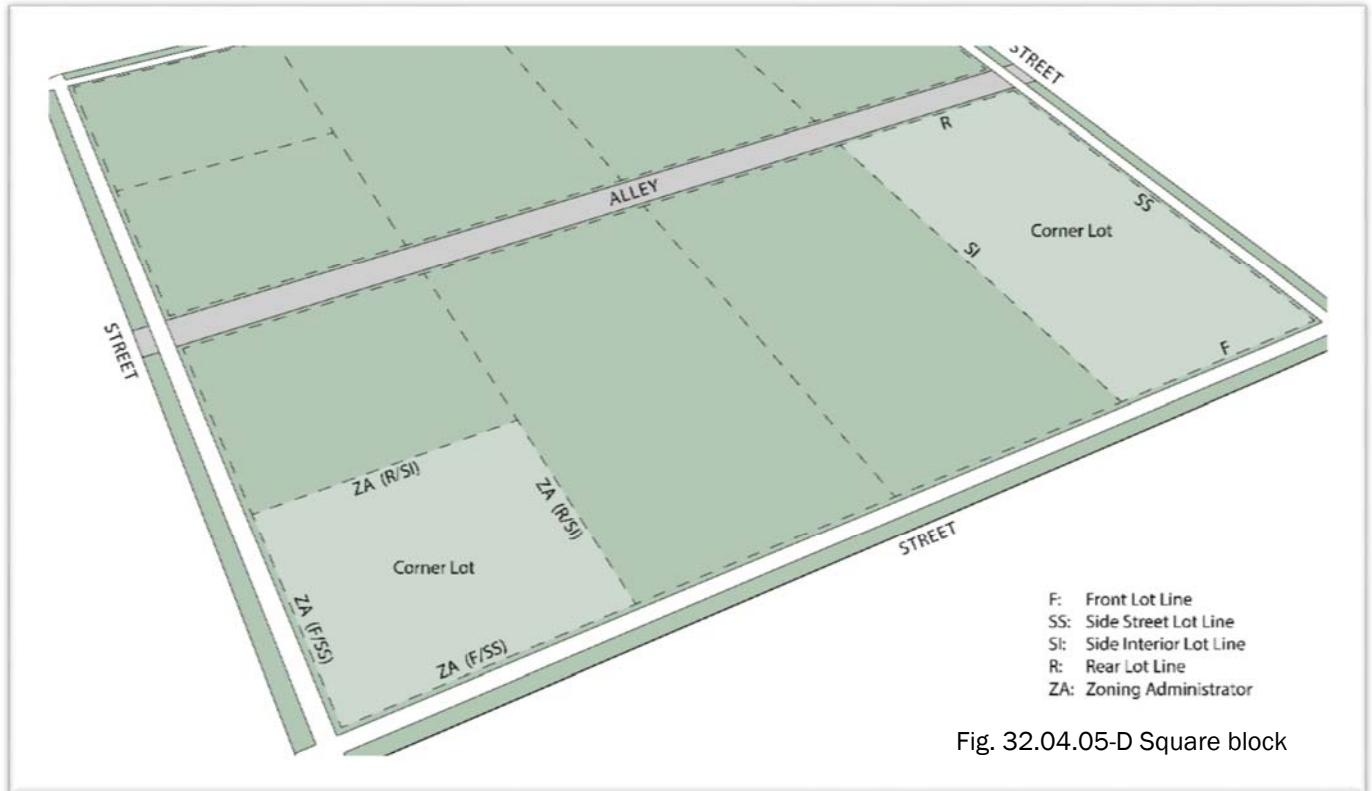 STREET
R
ALLEY
SS
Corner Lot
SI
STREET
F
ZA (R/SI)
ZA (R/SI)
STREET
Corner Lot
ZA (F/SS)
ZA (F/SS)
F: Front Lot Line
SS: Side Street Lot Line
SI: Side Interior Lot Line
R: Rear Lot Line
ZA: Zoning Administrator
Fig. 32.04.05-D Square block